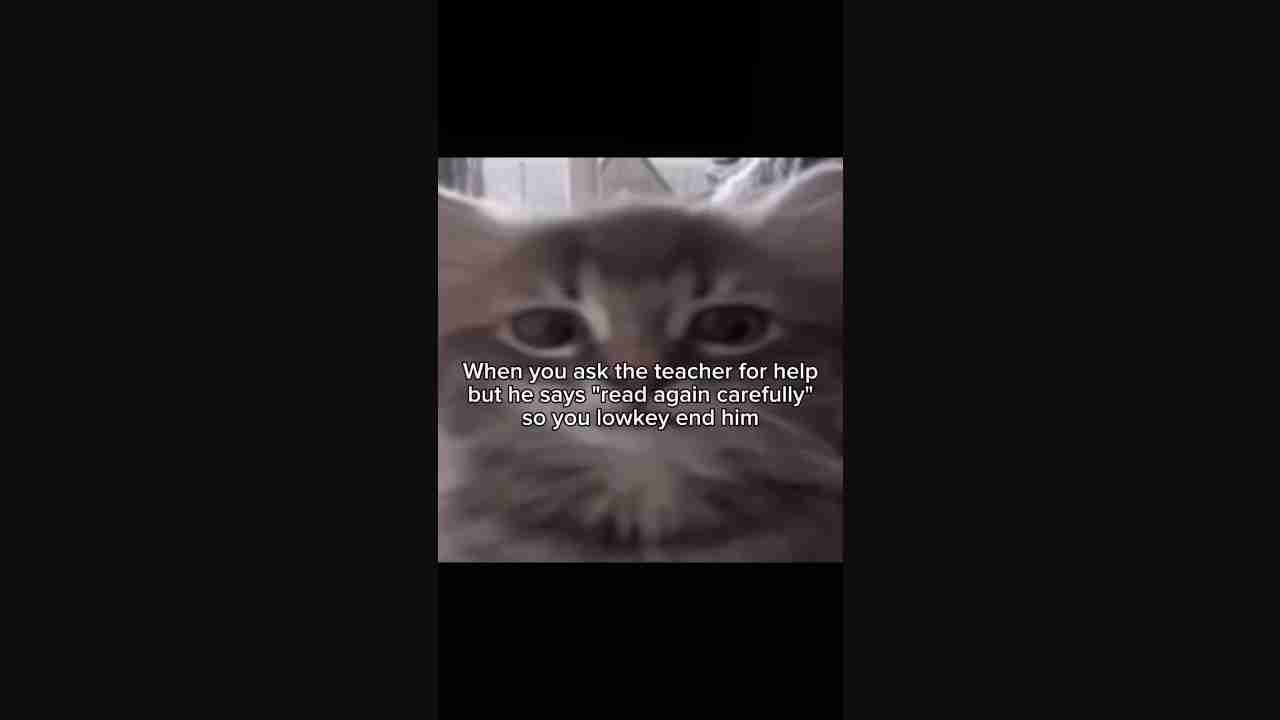 When you ask the teacher for help
but he says "read again carefully"
so you lowkey end him